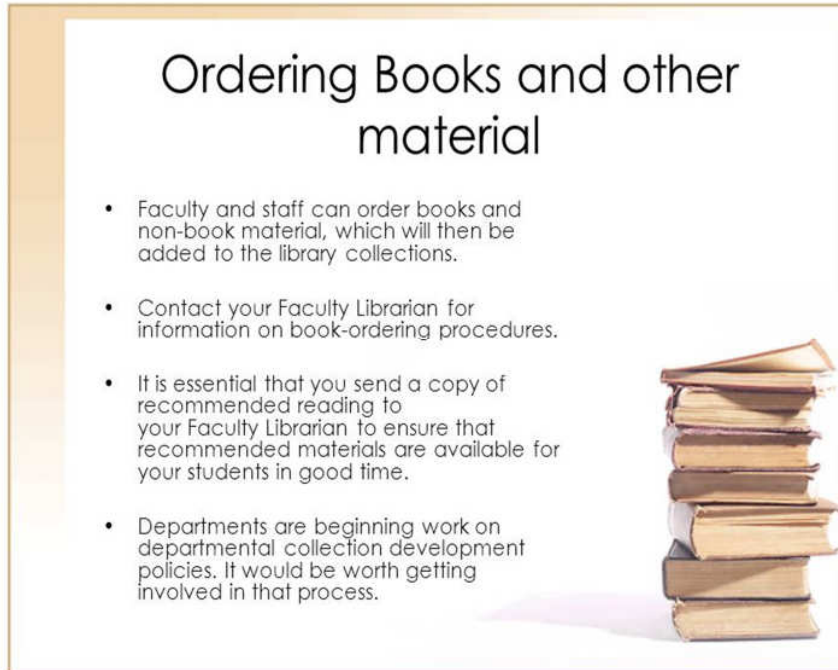 Ordering Books and other
material
• Faculty and staff can order books and
non-book material, which will then be
added to the library collections.
• Contact your Faculty Librarian for
information on book-ordering procedures.
• It is essential that you send a copy of
recommended reading to
your Faculty Librarian to ensure that
recommended materials are available for
your students in good time.
• Departments are beginning work on
departmental collection development
policies. It would be worth getting
involved in that process.